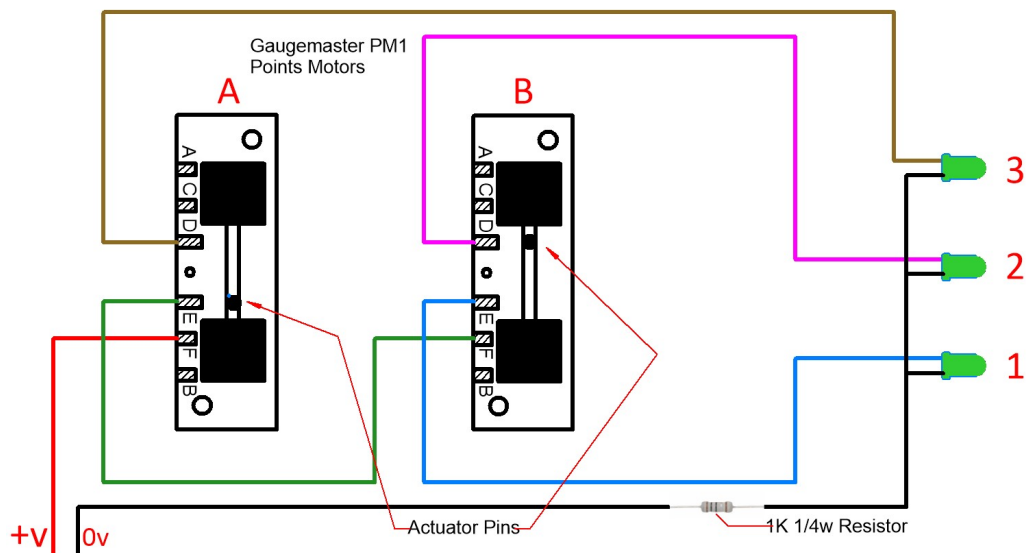 Gaugemaster PM1
Points Motors
A
B
A
C
D
E
F
B
A
C
D
E
F
B
3
2
1
+v
0v
Actuator Pins
1K 1/4w Resistor